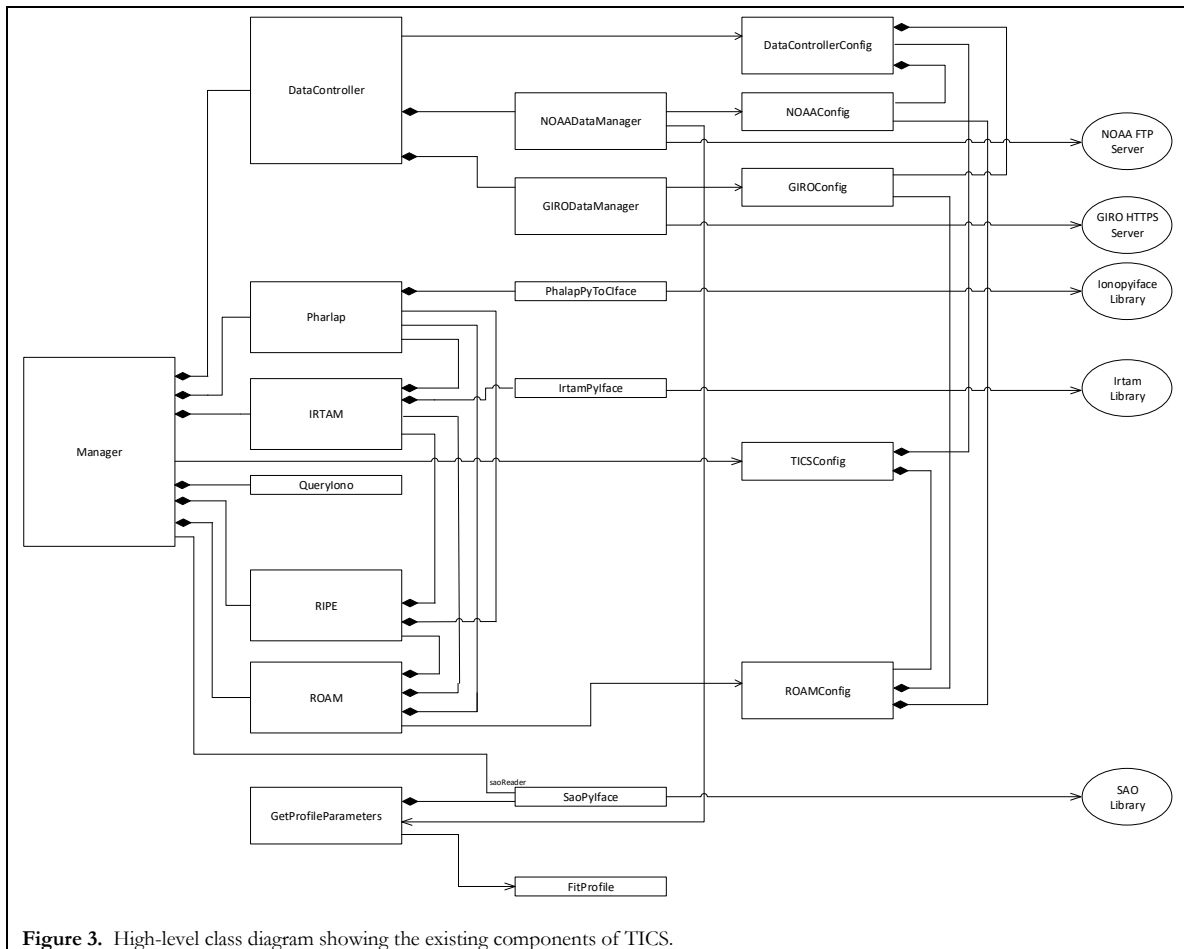 DataController
DataControllerConfig
NOAADataManager
NOAAConfig
NOAA FTP
Server
GIRODataManager
GIROConfig
GIRO HTTPS
Server
Pharlap
PhalapPyToCIface
Ionopyiface
Library
IRTAM
IrtamPyIface
Irtam
Library
Manager
TICSConfig
QueryIono
RIPE
ROAM
ROAMConfig
saoReader
SaoPyIface
SAO
Library
GetProfileParameters
FitProfile
Figure 3. High-level class diagram showing the existing components of TICS.